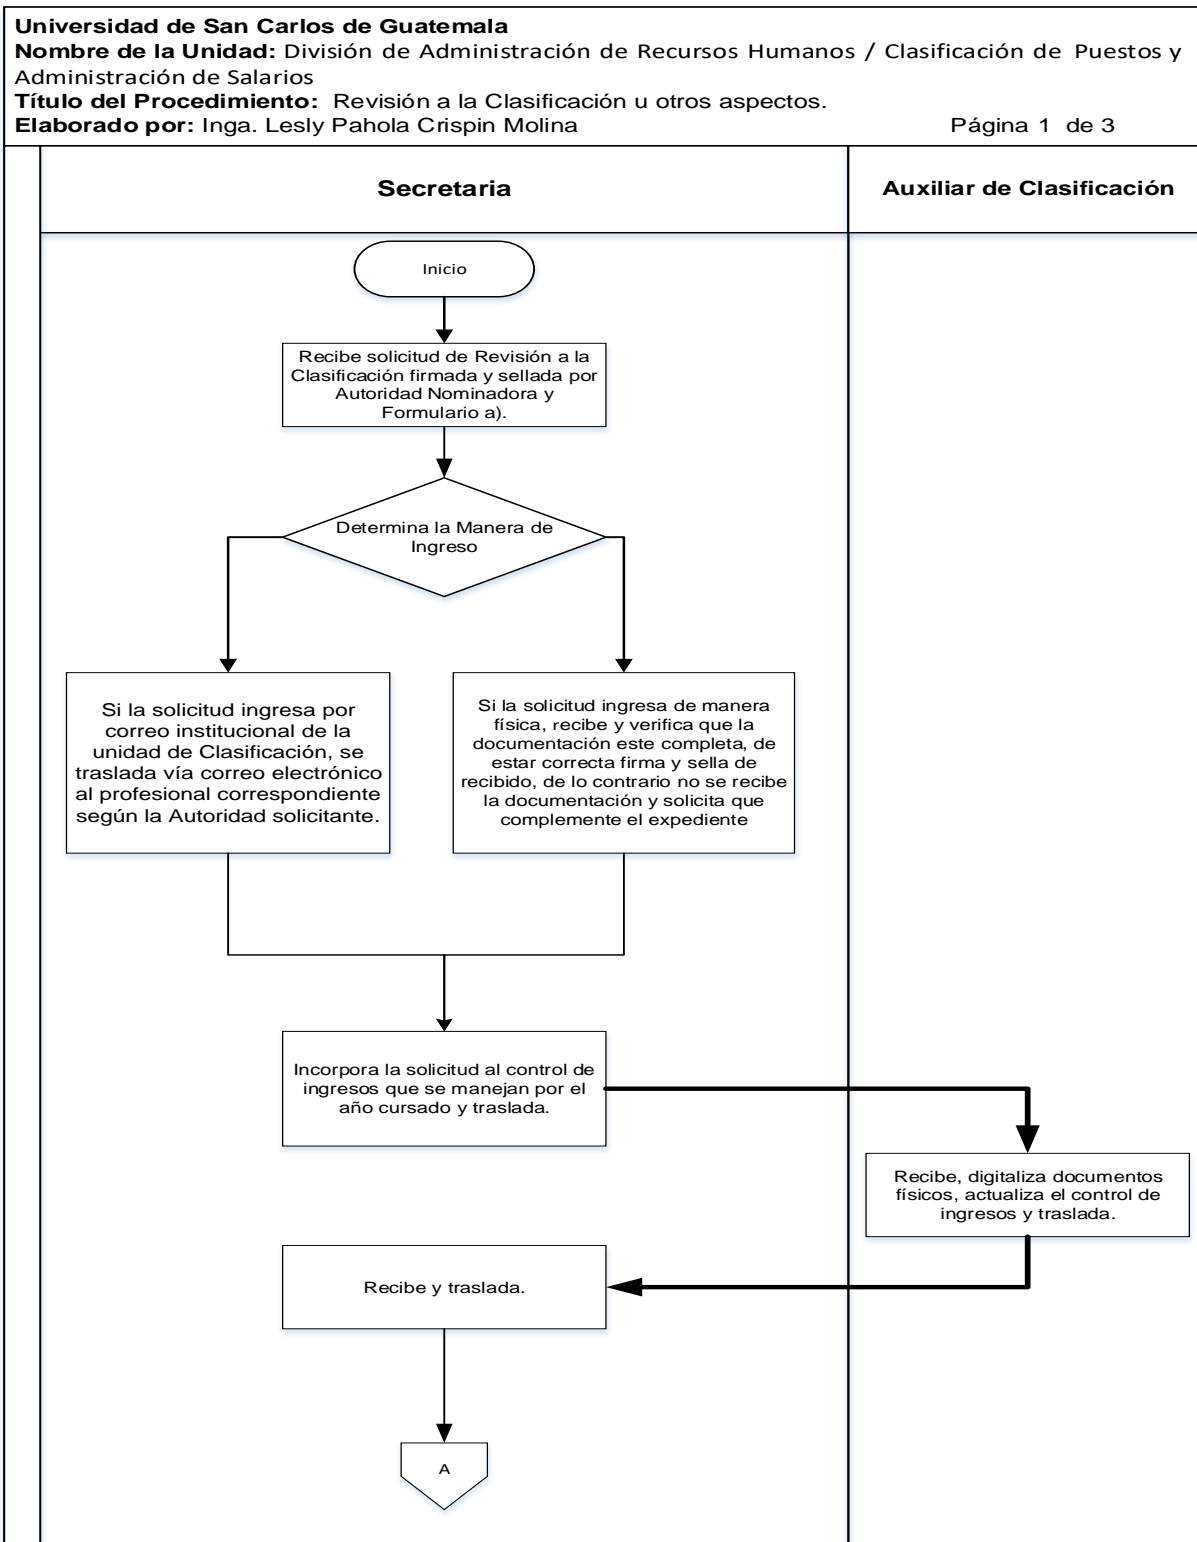 Universidad de San Carlos de Guatemala
Nombre de la Unidad: División de Administración de Recursos Humanos / Clasificación de Puestos y
Administración de Salarios
Título del Procedimiento: Revisión a la Clasificación u otros aspectos.
Elaborado por: Inga. Lesly Pahola Crispin Molina Página 1 de 3
Secretaria
Auxiliar de Clasificación
Inicio
Recibe solicitud de Revisión a la
Clasificación firmada y sellada por
Autoridad Nominadora y
Formulario a).
Determina la Manera de
Ingreso
Si la solicitud ingresa por
correo institucional de la
unidad de Clasificación, se
traslada vía correo electrónico
al profesional correspondiente
según la Autoridad solicitante.
Si la solicitud ingresa de manera
física, recibe y verifica que la
documentación este completa, de
estar correcta firma y sella de
recibido, de lo contrario no se recibe
la documentación y solicita que
complemente el expediente
Incorpora la solicitud al control de
ingresos que se manejan por el
año cursado y traslada.
Recibe, digitaliza documentos
físicos, actualiza el control de
ingresos y traslada.
Recibe y traslada.
A